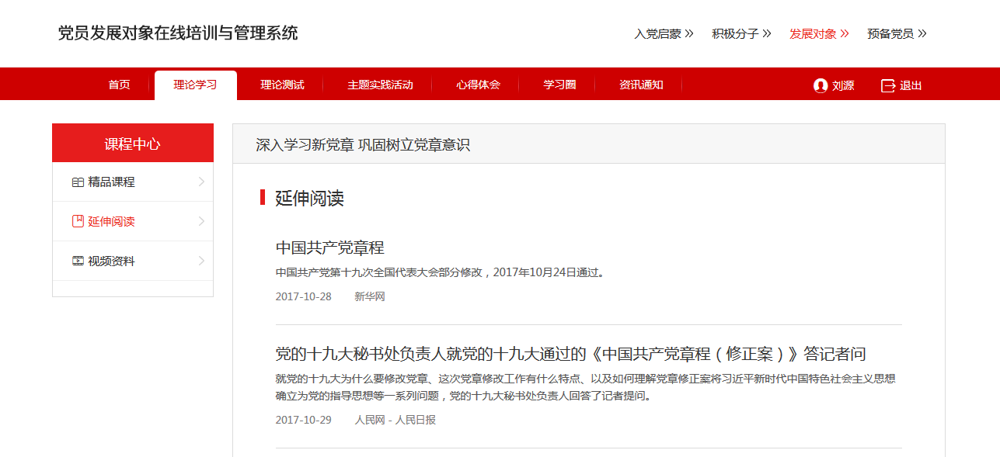 党员发展对象在线培训与管理系统
入党启蒙 积极分子 发展对象 预备党员
首页 理论学习 理论测试 主题实践活动 心得体会 学习圈 资讯通知 刘源 退出
课程中心
精品课程
延伸阅读
视频资料
深入学习新党章 巩固树立党章意识
延伸阅读
中国共产党章程
中国共产党第十九次全国代表大会部分修改，2017年10月24日通过。
2017-10-28 新华网
党的十九大秘书处负责人就党的十九大通过的《中国共产党章程（修正案）》答记者问
就党的十九大为什么要修改党章、这次党章修改工作有什么特点、以及如何理解党章修正案将习近平新时代中国特色社会主义思想
确立为党的指导思想等一系列问题，党的十九大秘书处负责人回答了记者提问。
2017-10-29 人民网 - 人民日报